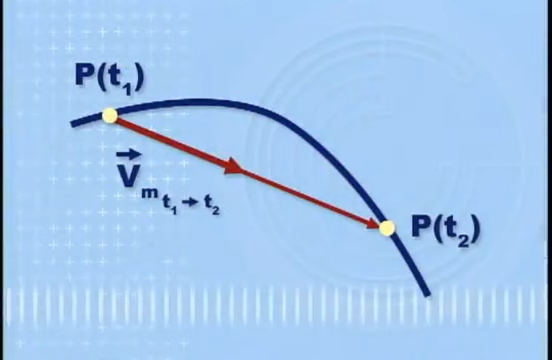 P(t₁)
V⃗ₘ t₁ → t₂
P(t₂)